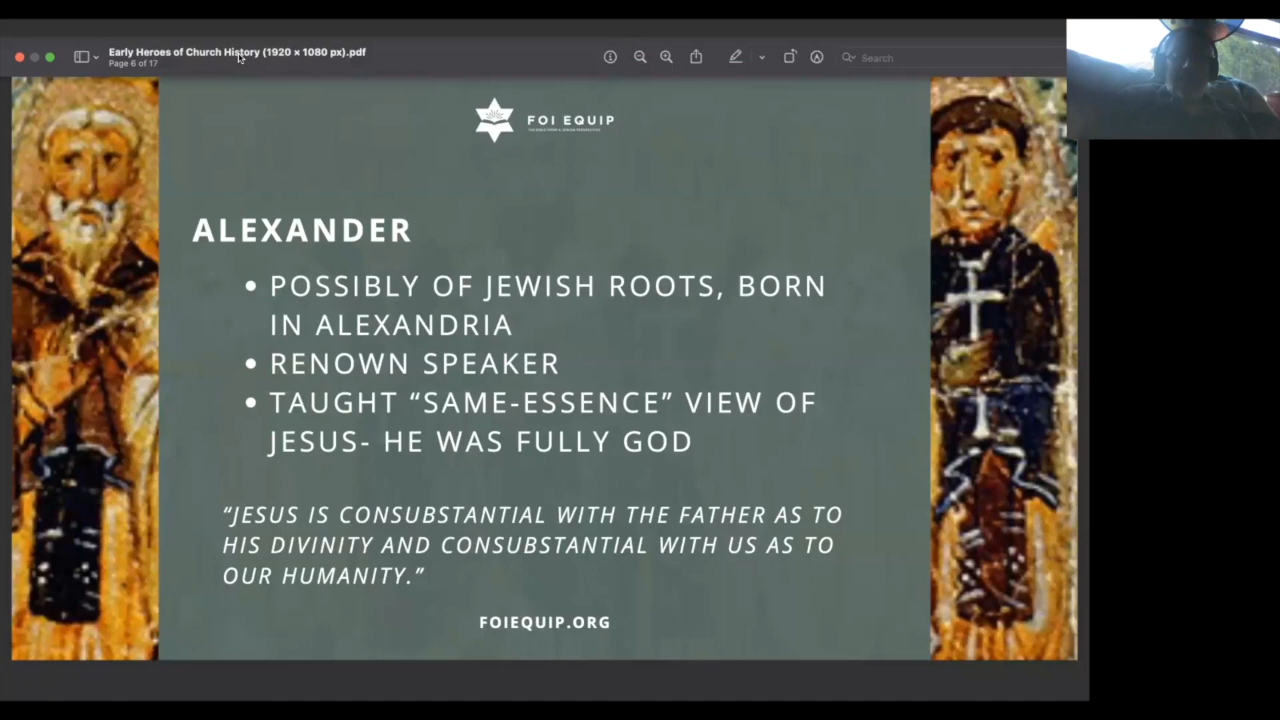 Early Heroes of Church History (1920 × 1080 px).pdf
Page 6 of 17
Search
FOI EQUIP
ALEXANDER
• POSSIBLY OF JEWISH ROOTS, BORN
IN ALEXANDRIA
• RENOWN SPEAKER
• TAUGHT “SAME-ESSENCE” VIEW OF
JESUS- HE WAS FULLY GOD
“JESUS IS CONSUBSTANTIAL WITH THE FATHER AS TO
HIS DIVINITY AND CONSUBSTANTIAL WITH US AS TO
OUR HUMANITY.”
FOIEQUIP.ORG